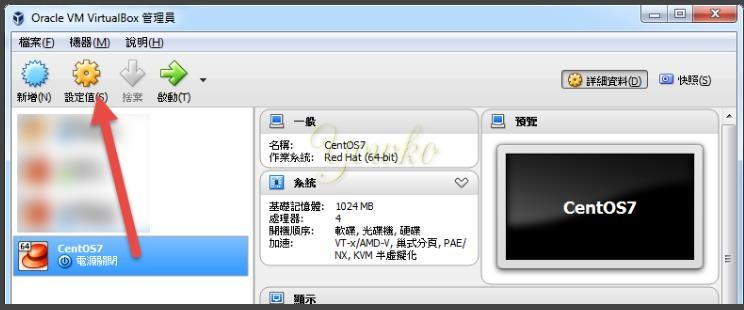 Oracle VM VirtualBox 管理員
檔案(F) 機器(M) 說明(H)
新增(N) 設定值(S) 捨棄 啟動(T) 詳細資料(D) 快照(S)
一般
名稱: CentOS7
作業系統: Red Hat (64-bit)
系統
基礎記憶體: 1024 MB
處理器: 4
開機順序: 軟碟, 光碟機, 硬碟
加速: VT-x/AMD-V, 巢式分頁, PAE/
NX, KVM 半虛擬化
顯示
預覽
CentOS7
64
CentOS7
電源關閉
Yowko